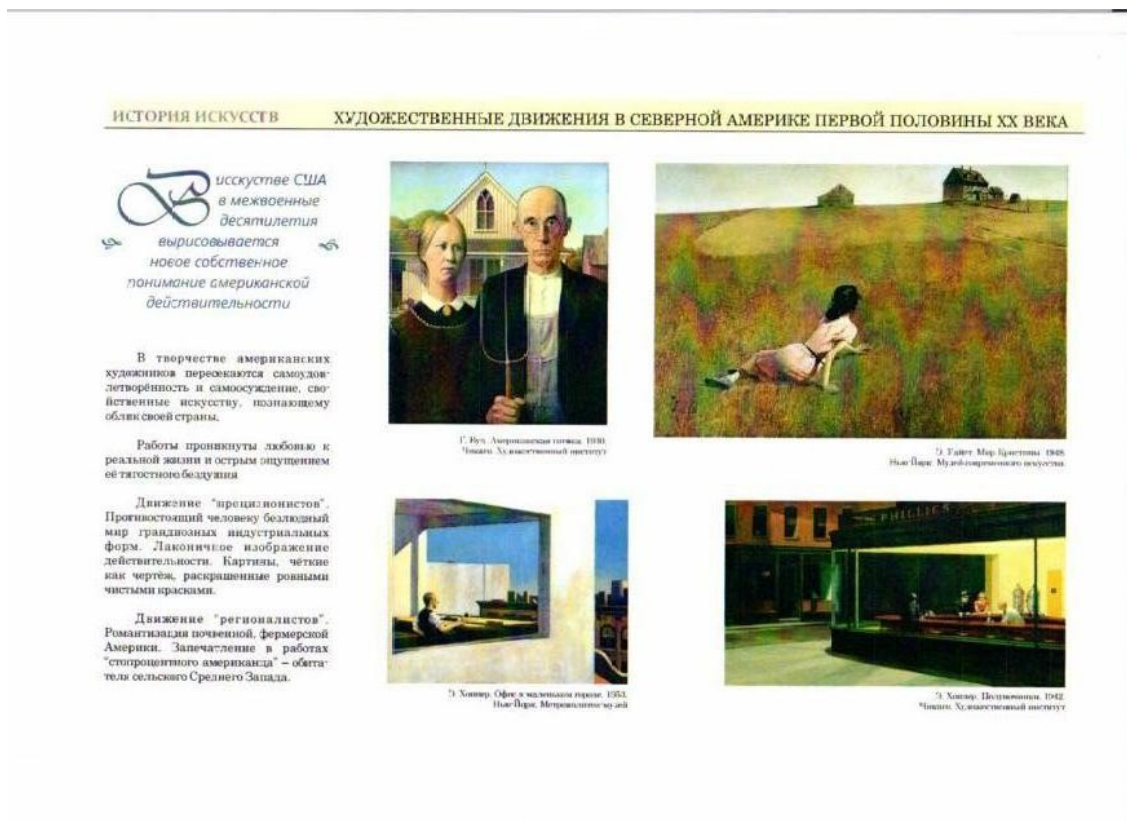 ИСТОРИЯ ИСКУССТВ
ХУДОЖЕСТВЕННЫЕ ДВИЖЕНИЯ В СЕВЕРНОЙ АМЕРИКЕ ПЕРВОЙ ПОЛОВИНЫ XX ВЕКА
В исскустве США
в межвоенные
десятилетия
вырисовывается
новое собственное
понимание американской
действительности
В творчестве американских
художников пересекаются самоудов-
летворённость и самоосуждение, сво-
йственные искусству, познающему
облик своей страны.
Работы проникнуты любовью к
реальной жизни и острым ощущением
её тягостного бездушия
Движение "прецизионистов".
Противостоящий человеку безлюдный
мир грандиозных индустриальных
форм. Лаконичное изображение
действительности. Картины, чёткие
как чертёж, раскрашенные ровными
чистыми красками.
Движение "регионалистов".
Романтизация почвенной, фермерской
Америки. Запечатление в работах
"стопроцентного американца" – обита-
теля сельского Среднего Запада.
Г. Вуд. Американская готика. 1930.
Чикаго. Художественный институт
Э. Уайет. Мир Кристины. 1948.
Нью-Йорк. Музей современного искусства.
Э. Хоппер. Офис в маленьком городе. 1953.
Нью-Йорк. Метрополитен-музей
PHILLIES
Э. Хоппер. Полуночники. 1942.
Чикаго. Художественный институт